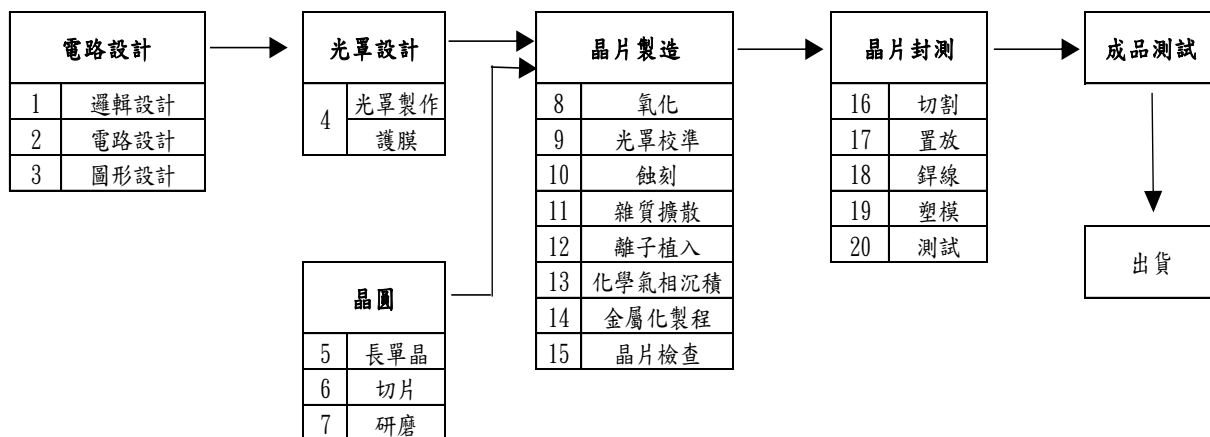 電路設計
1 邏輯設計
2 電路設計
3 圖形設計
光罩設計
4 光罩製作
護膜
晶圓
5 長單晶
6 切片
7 研磨
晶片製造
8 氧化
9 光罩校準
10 蝕刻
11 雜質擴散
12 離子植入
13 化學氣相沉積
14 金屬化製程
15 晶片檢查
晶片封測
16 切割
17 置放
18 銲線
19 塑模
20 測試
成品測試
出貨